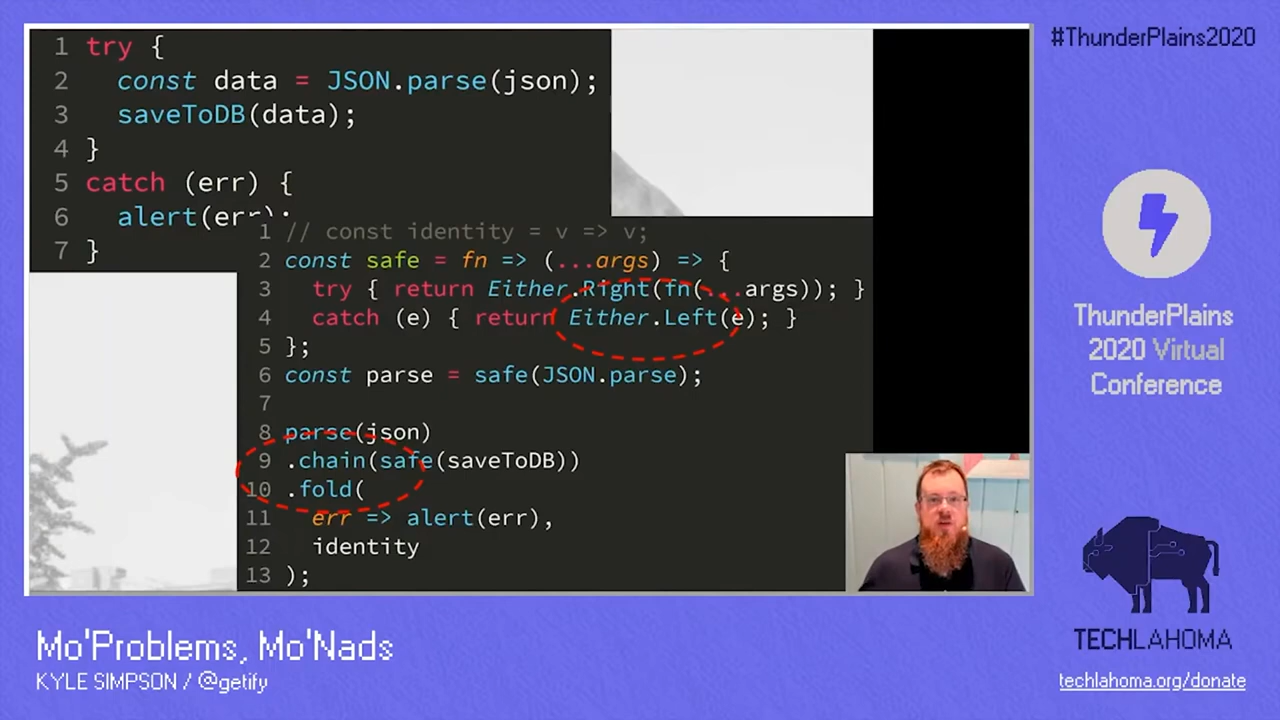 1 try {
2 const data = JSON.parse(json);
3 saveToDB(data);
4 }
5 catch (err) {
6 alert(err);
7 }
1 // const identity = v => v;
2 const safe = fn => (...args) => {
3 try { return Either.Right(fn(...args)); }
4 catch (e) { return Either.Left(e); }
5 };
6 const parse = safe(JSON.parse);
7
8 parse(json)
9 .chain(safe(saveToDB))
10 .fold(
11 err => alert(err),
12 identity
13 );
#ThunderPlains2020
ThunderPlains
2020 Virtual
Conference
TECHLAHOMA
techlahoma.org/donate
Mo'Problems, Mo'Nads
KYLE SIMPSON / @getify